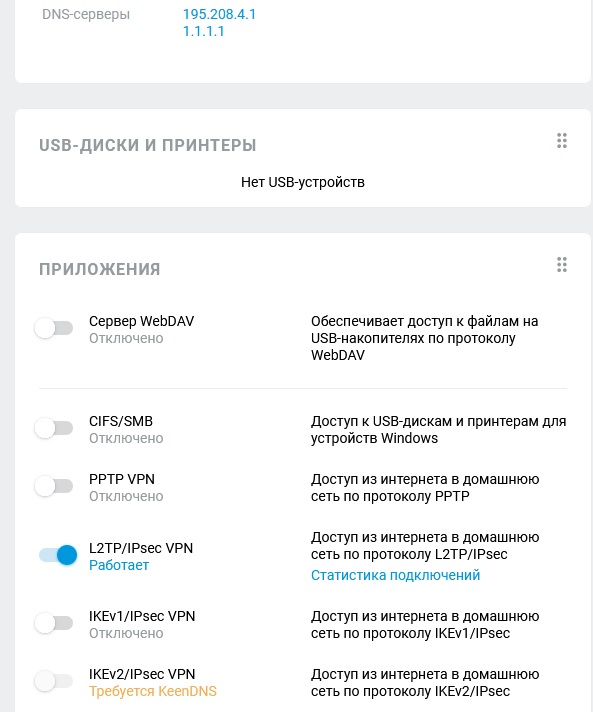 DNS-серверы 195.208.4.1
1.1.1.1
USB-ДИСКИ И ПРИНТЕРЫ
Нет USB-устройств
ПРИЛОЖЕНИЯ
Сервер WebDAV
Отключено
Обеспечивает доступ к файлам на
USB-накопителях по протоколу
WebDAV
CIFS/SMB
Отключено
Доступ к USB-дискам и принтерам для
устройств Windows
PPTP VPN
Отключено
Доступ из интернета в домашнюю
сеть по протоколу PPTP
L2TP/IPsec VPN
Работает
Доступ из интернета в домашнюю
сеть по протоколу L2TP/IPsec
Статистика подключений
IKEv1/IPsec VPN
Отключено
Доступ из интернета в домашнюю
сеть по протоколу IKEv1/IPsec
IKEv2/IPsec VPN
Требуется KeenDNS
Доступ из интернета в домашнюю
сеть по протоколу IKEv2/IPsec